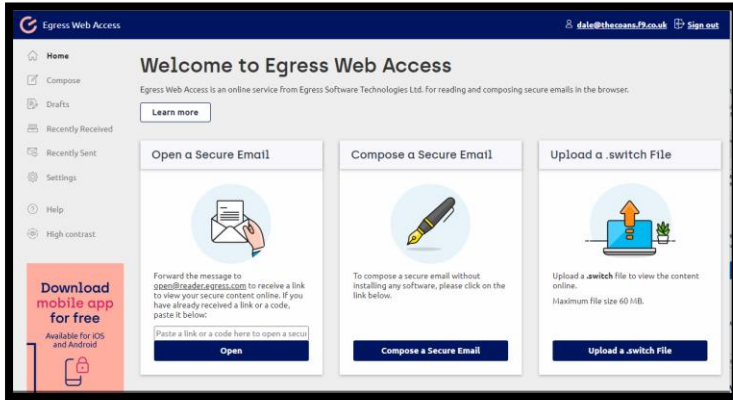 Egress Web Access
dale@thecoans.f9.co.uk Sign out
Home
Compose
Drafts
Recently Received
Recently Sent
Settings
Help
High contrast
Download
mobile app
for free
Available for iOS
and Android
Welcome to Egress Web Access
Egress Web Access is an online service from Egress Software Technologies Ltd. for reading and composing secure emails in the browser.
Learn more
Open a Secure Email
Forward the message to
open@reader.egress.com to receive a link
to view your secure content online. If you
have already received a link or a code,
paste it below:
Paste a link or a code here to open a secur
Open
Compose a Secure Email
To compose a secure email without
installing any software, please click on the
link below.
Compose a Secure Email
Upload a .switch File
Upload a .switch file to view the content
online.
Maximum file size 60 MB.
Upload a .switch File